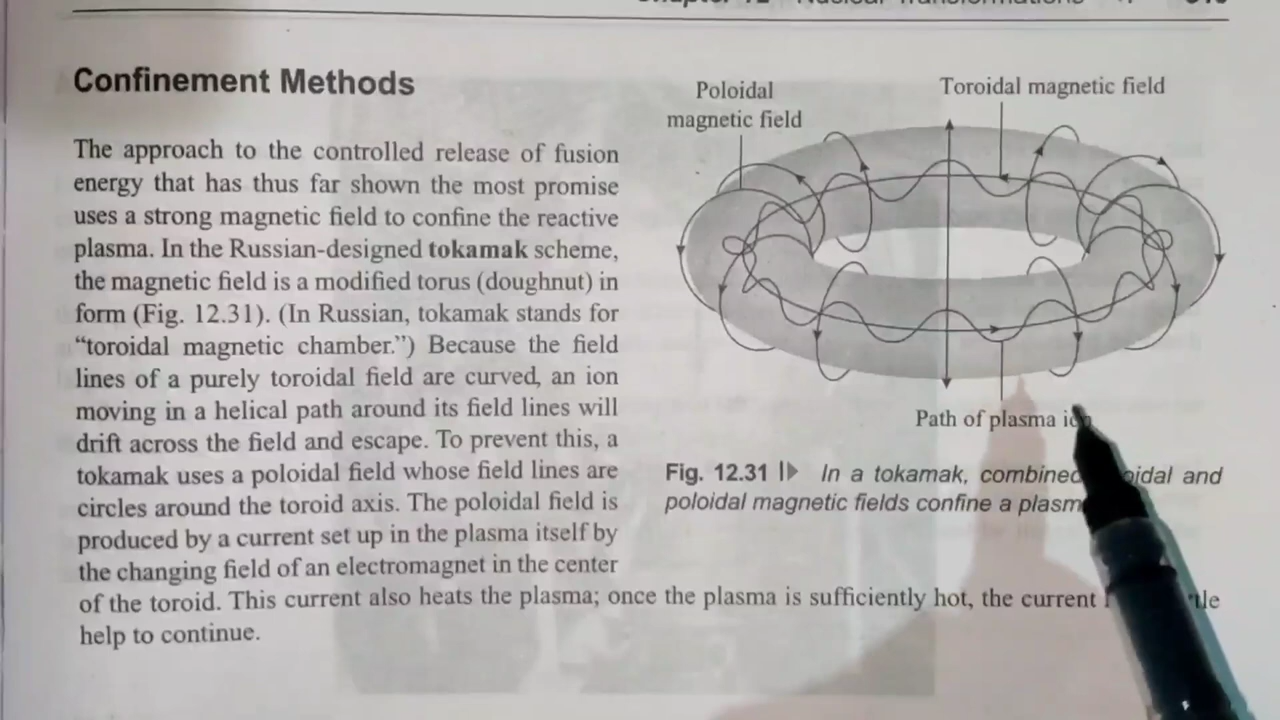 Confinement Methods
The approach to the controlled release of fusion
energy that has thus far shown the most promise
uses a strong magnetic field to confine the reactive
plasma. In the Russian-designed tokamak scheme,
the magnetic field is a modified torus (doughnut) in
form (Fig. 12.31). (In Russian, tokamak stands for
“toroidal magnetic chamber.”) Because the field
lines of a purely toroidal field are curved, an ion
moving in a helical path around its field lines will
drift across the field and escape. To prevent this, a
tokamak uses a poloidal field whose field lines are
circles around the toroid axis. The poloidal field is
produced by a current set up in the plasma itself by
the changing field of an electromagnet in the center
of the toroid. This current also heats the plasma; once the plasma is sufficiently hot, the current
help to continue.
Poloidal
magnetic field
Toroidal magnetic field
Path of plasma
Fig. 12.31 In a tokamak, combined and
poloidal magnetic fields confine a